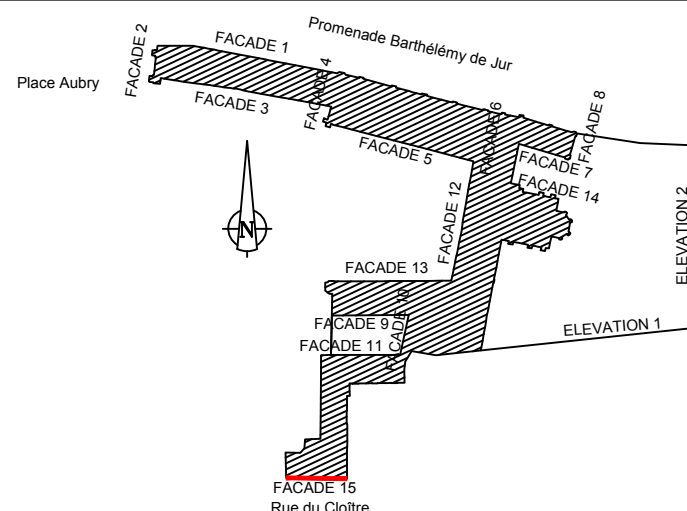 Promenade Barthélémy de Jur
FACADE 1
FACADE 2
Place Aubry
FACADE 3
FACADE 4
FACADE 5
FACADE 6
FACADE 8
FACADE 7
FACADE 14
FACADE 12
ELEVATION 2
N
FACADE 13
FACADE 10
FACADE 9
FACADE 11
ELEVATION 1
FACADE 15
Rue du Cloître